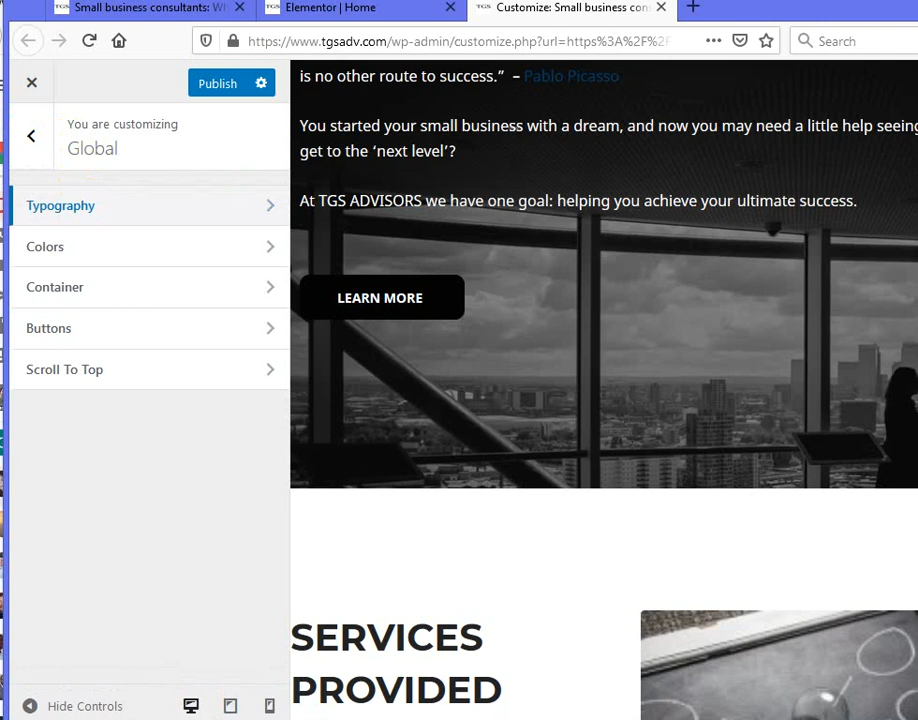 TGS Small business consultants: Wh
TGS Elementor | Home
TGS Customize: Small business con
https://www.tgsadv.com/wp-admin/customize.php?url=https%3A%2F%2F
Search
Publish
You are customizing
Global
Typography
Colors
Container
Buttons
Scroll To Top
Hide Controls
is no other route to success.” – Pablo Picasso
You started your small business with a dream, and now you may need a little help seeing
get to the ‘next level’?
At TGS ADVISORS we have one goal: helping you achieve your ultimate success.
LEARN MORE
SERVICES
PROVIDED